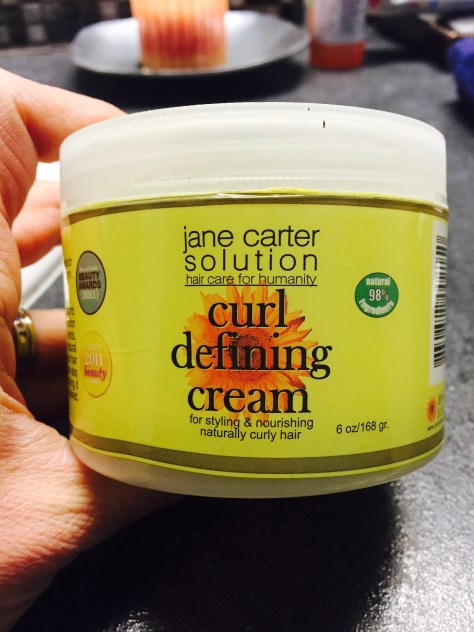 jane carter
solution
hair care for humanity
curl
defining
cream
for styling & nourishing
naturally curly hair
6 oz/168 gr.
natural
98%
ingredients
BEAUTY
AWARDS
2011
Beauty